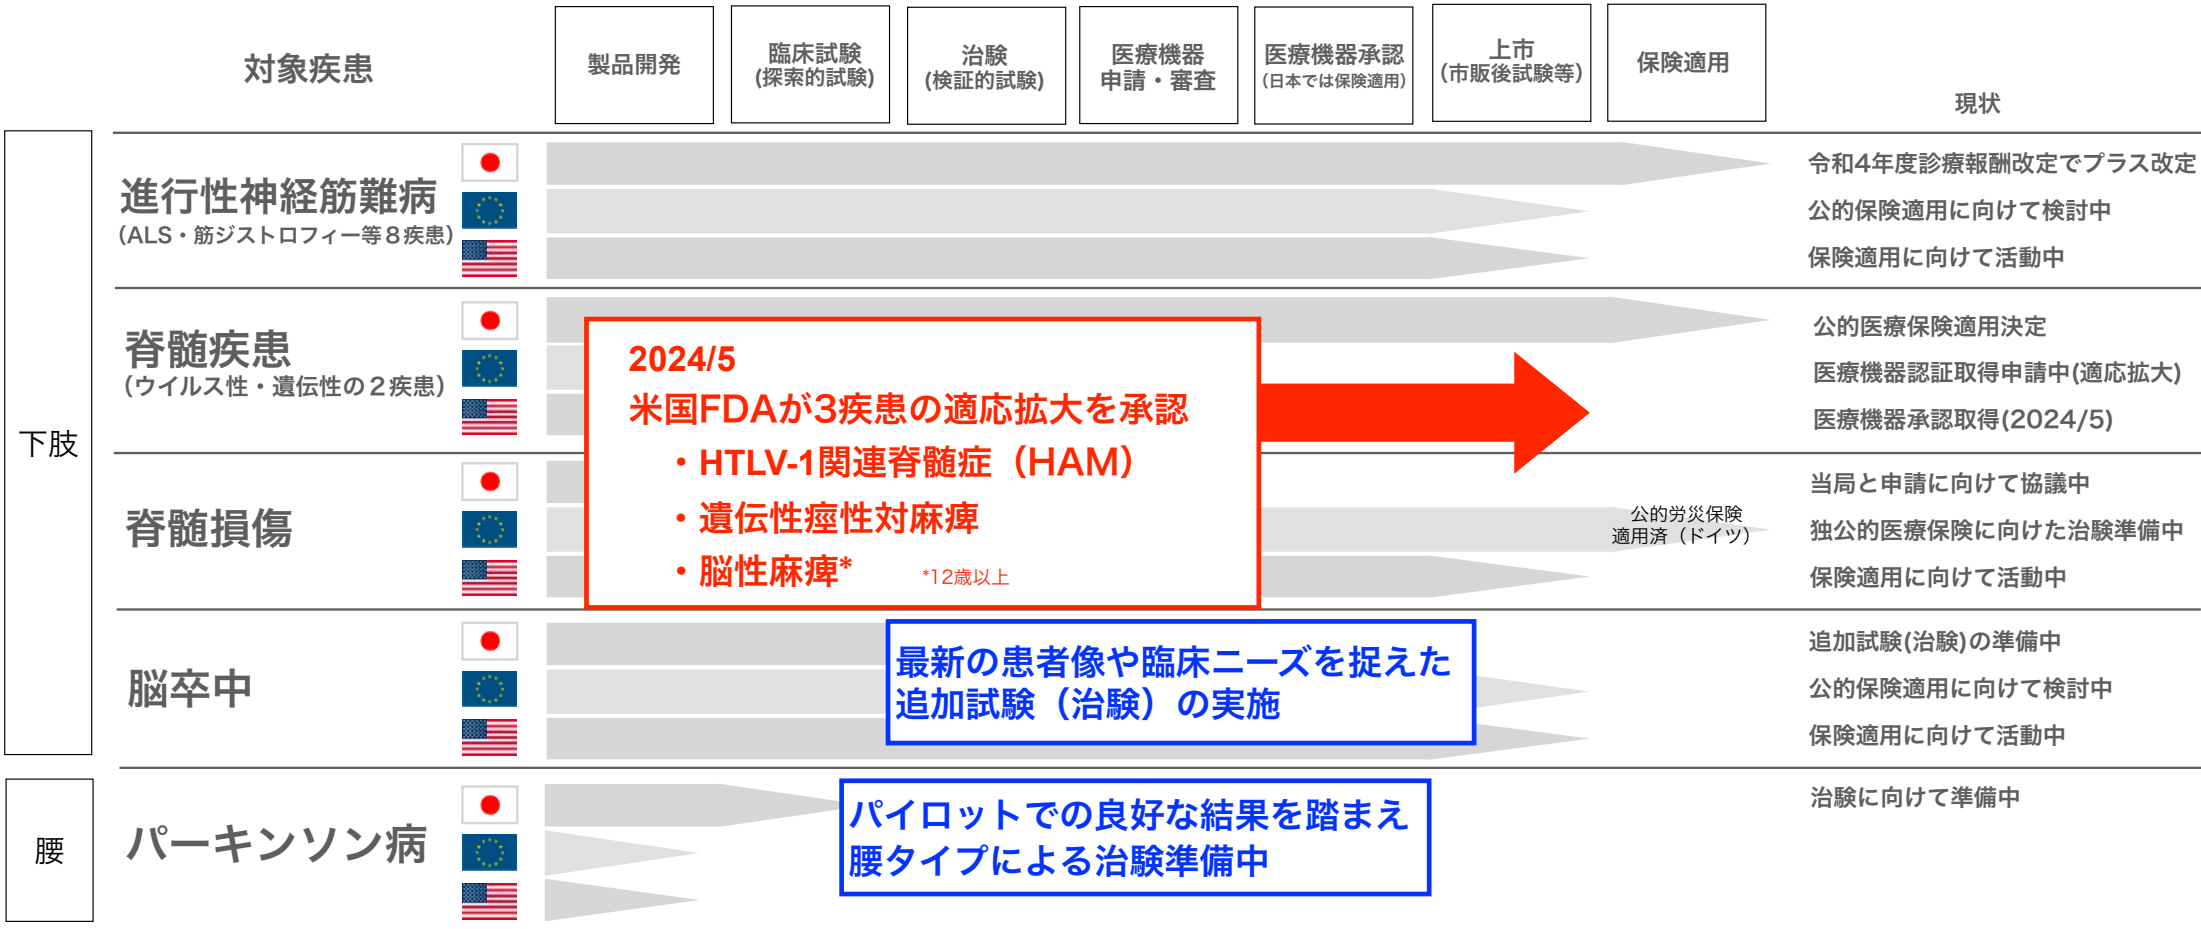 対象疾患
製品開発
臨床試験
(探索的試験)
治験
(検証的試験)
医療機器
申請・審査
医療機器承認
(日本では保険適用)
上市
(市販後試験等)
保険適用
現状
下肢
進行性神経筋難病
(ALS・筋ジストロフィー等８疾患)
令和4年度診療報酬改定でプラス改定
公的保険適用に向けて検討中
保険適用に向けて活動中
脊髄疾患
(ウイルス性・遺伝性の２疾患)
公的医療保険適用決定
医療機器認証取得申請中(適応拡大)
医療機器承認取得(2024/5)
2024/5
米国FDAが3疾患の適応拡大を承認
・HTLV-1関連脊髄症（HAM）
・遺伝性痙性対麻痺
・脳性麻痺*
*12歳以上
脊髄損傷
公的労災保険
適用済（ドイツ）
当局と申請に向けて協議中
独公的医療保険に向けた治験準備中
保険適用に向けて活動中
脳卒中
最新の患者像や臨床ニーズを捉えた
追加試験（治験）の実施
追加試験(治験)の準備中
公的保険適用に向けて検討中
保険適用に向けて活動中
腰
パーキンソン病
パイロットでの良好な結果を踏まえ
腰タイプによる治験準備中
治験に向けて準備中